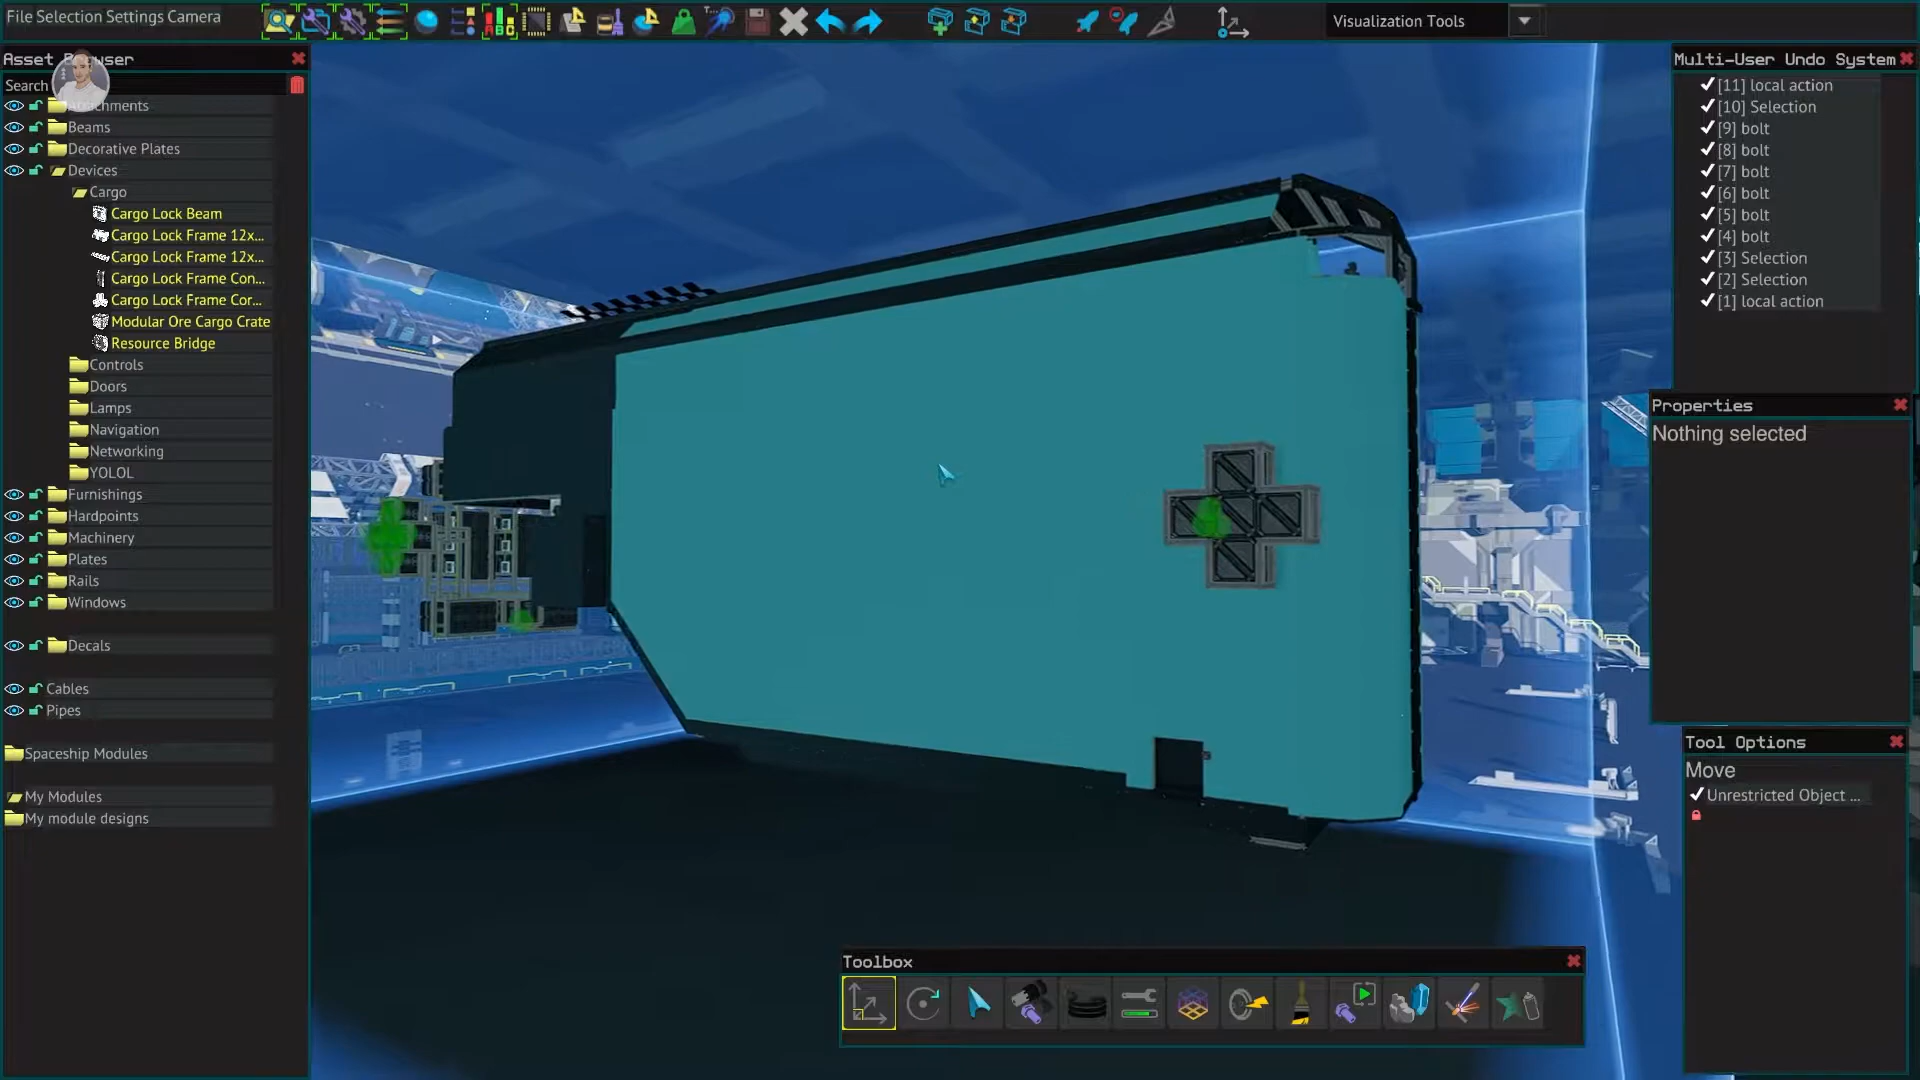 File Selection Settings Camera
Visualization Tools
Asset
Search
Attachments
Beams
Decorative Plates
Devices
Cargo
Cargo Lock Beam
Cargo Lock Frame 12x...
Cargo Lock Frame 12x...
Cargo Lock Frame Con...
Cargo Lock Frame Cor...
Modular Ore Cargo Crate
Resource Bridge
Controls
Doors
Lamps
Navigation
Networking
YOLOL
Furnishings
Hardpoints
Machinery
Plates
Rails
Windows
Decals
Cables
Pipes
Spaceship Modules
My Modules
My module designs
Multi-User Undo System
[11] local action
[10] Selection
[9] bolt
[8] bolt
[7] bolt
[6] bolt
[5] bolt
[4] bolt
[3] Selection
[2] Selection
[1] local action
Properties
Nothing selected
Tool Options
Move
Unrestricted Object ...
Toolbox